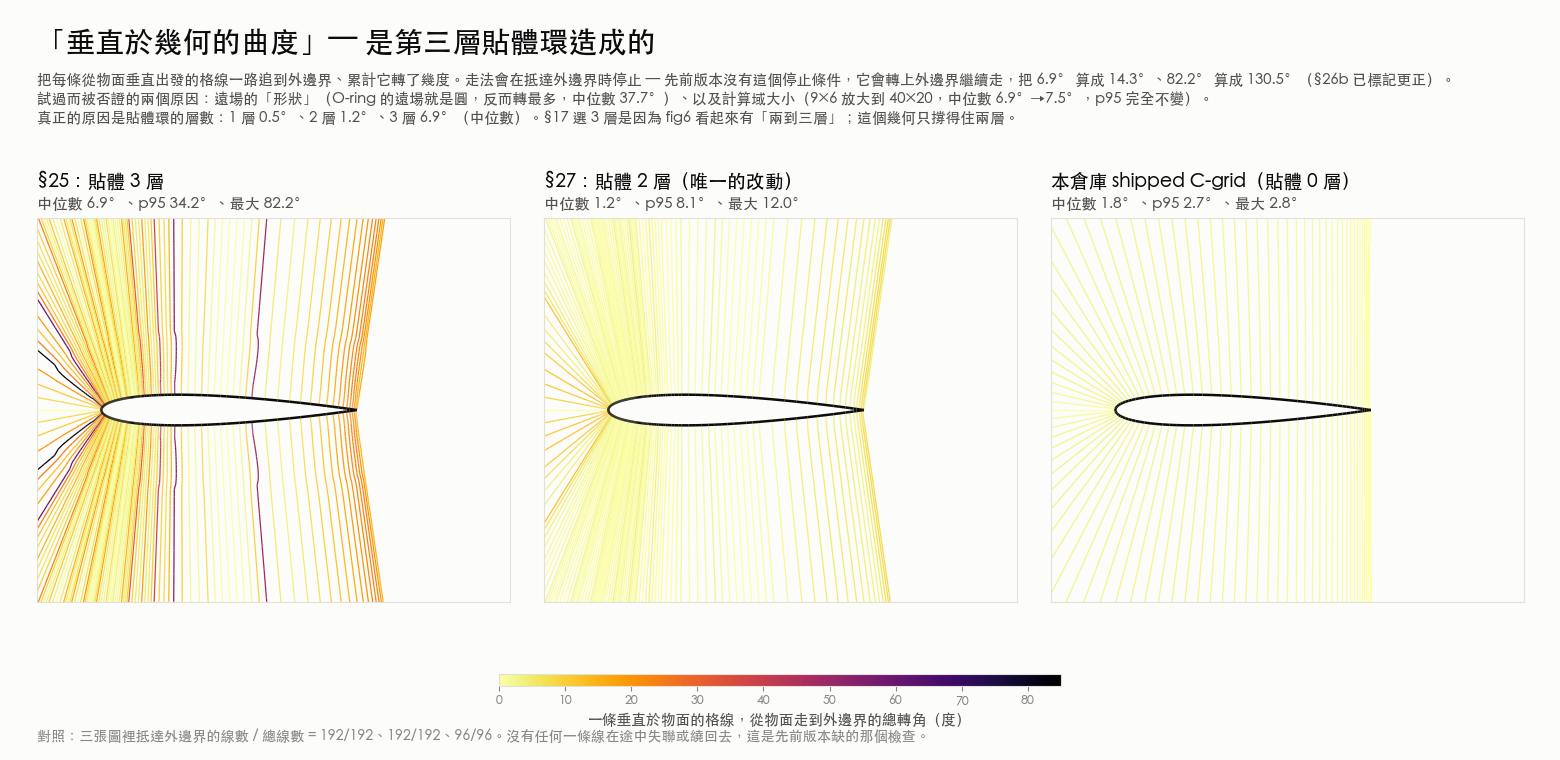 「垂直於幾何的曲度」— 是第三層貼體環造成的
把每條從物面垂直出發的格線一路追到外邊界、累計它轉了幾度。走法會在抵達外邊界時停止 — 先前版本沒有這個停止條件，它會轉上外邊界繼續走，把 6.9° 算成 14.3°、82.2° 算成 130.5°（§26b 已標記更正）。
試過而被否證的兩個原因：遠場的「形狀」（O-ring 的遠場就是圓，反而轉最多，中位數 37.7°）、以及計算域大小（9×6 放大到 40×20，中位數 6.9°→7.5°，p95 完全不變）。
真正的原因是貼體環的層數：1 層 0.5°、2 層 1.2°、3 層 6.9°（中位數）。§17 選 3 層是因為 fig6 看起來有「兩到三層」；這個幾何只撐得住兩層。
§25：貼體 3 層
中位數 6.9°、p95 34.2°、最大 82.2°
§27：貼體 2 層（唯一的改動）
中位數 1.2°、p95 8.1°、最大 12.0°
本倉庫 shipped C-grid（貼體 0 層）
中位數 1.8°、p95 2.7°、最大 2.8°
0 10 20 30 40 50 60 70 80
一條垂直於物面的格線，從物面走到外邊界的總轉角（度）
對照：三張圖裡抵達外邊界的線數 / 總線數 = 192/192、192/192、96/96。沒有任何一條線在途中失聯或繞回去，這是先前版本缺的那個檢查。